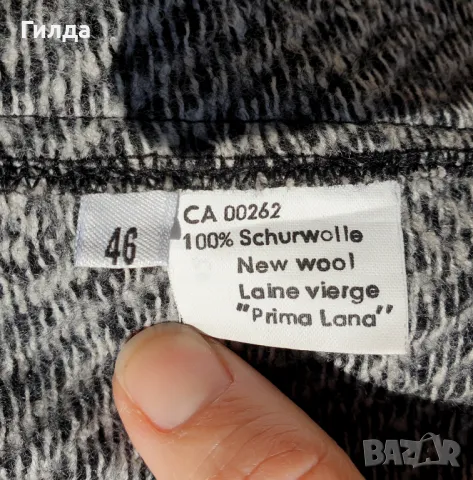 Гилда
46
CA 00262
100% Schurwolle
New wool
Laine vierge
"Prima Lana"
BAZAR